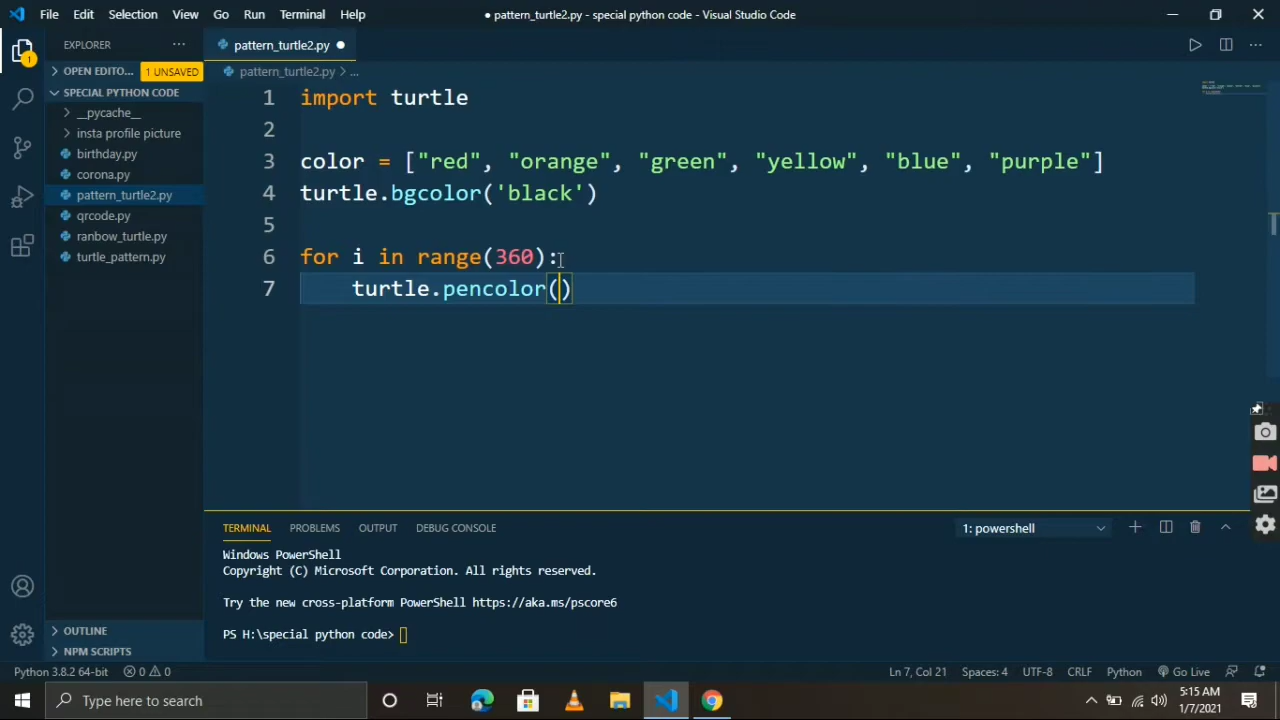 File Edit Selection View Go Run Terminal Help
● pattern_turtle2.py - special python code - Visual Studio Code
EXPLORER ...
pattern_turtle2.py ●
OPEN EDITO... 1 UNSAVED
pattern_turtle2.py > ...
SPECIAL PYTHON CODE
__pycache__
insta profile picture
birthday.py
corona.py
pattern_turtle2.py
qrcode.py
ranbow_turtle.py
turtle_pattern.py
1 import turtle
2
3 color = ["red", "orange", "green", "yellow", "blue", "purple"]
4 turtle.bgcolor('black')
5
6 for i in range(360):
7     turtle.pencolor()
TERMINAL PROBLEMS OUTPUT DEBUG CONSOLE
1: powershell
Windows PowerShell
Copyright (C) Microsoft Corporation. All rights reserved.
Try the new cross-platform PowerShell https://aka.ms/pscore6
PS H:\special python code>
OUTLINE
NPM SCRIPTS
Python 3.8.2 64-bit 0 0
Ln 7, Col 21 Spaces: 4 UTF-8 CRLF Python Go Live
Type here to search
5:15 AM
1/7/2021
1